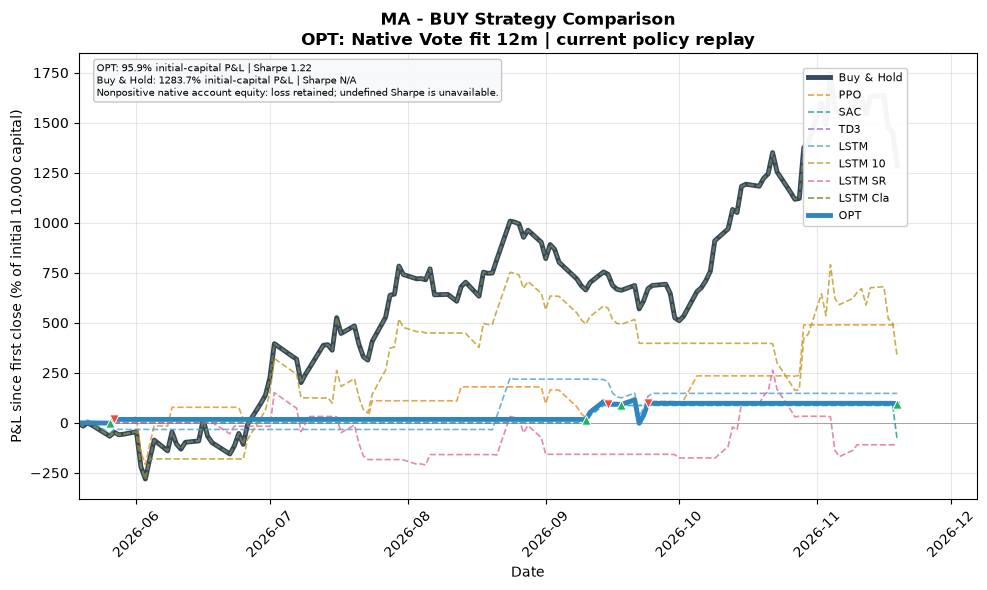 MA - BUY Strategy Comparison
OPT: Native Vote fit 12m | current policy replay
OPT: 95.9% initial-capital P&L | Sharpe 1.22
Buy & Hold: 1283.7% initial-capital P&L | Sharpe N/A
Nonpositive native account equity: loss retained; undefined Sharpe is unavailable.
Buy & Hold
PPO
SAC
TD3
LSTM
LSTM 10
LSTM SR
LSTM Cla
OPT
P&L since first close (% of initial 10,000 capital)
1750
1500
1250
1000
750
500
250
0
−250
2026-06
2026-07
2026-08
2026-09
2026-10
2026-11
2026-12
Date